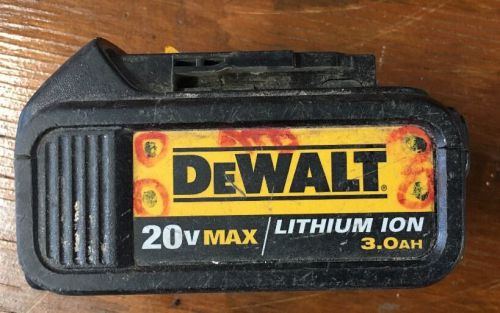 DEWALT
20V MAX / LITHIUM ION
3.0AH